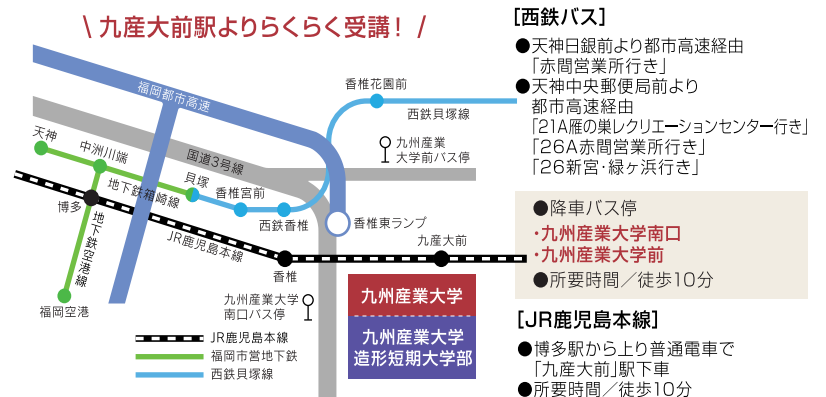 \ 九産大前駅よりらくらく受講！ /
福岡都市高速
香椎花園前
西鉄貝塚線
天神
中洲川端
国道3号線
九州産業
大学前バス停
地下鉄箱崎線
貝塚
香椎宮前
博多
西鉄香椎
香椎東ランプ
地下鉄空港線
JR鹿児島本線
九産大前
香椎
福岡空港
九州産業大学
南口バス停
九州産業大学
九州産業大学
造形短期大学部
JR鹿児島本線
福岡市営地下鉄
西鉄貝塚線
［西鉄バス］
●天神日銀前より都市高速経由
「赤間営業所行き」
●天神中央郵便局前より
都市高速経由
「21A雁の巣レクリエーションセンター行き」
「26A赤間営業所行き」
「26新宮・緑ヶ浜行き」
●降車バス停
・九州産業大学南口
・九州産業大学前
●所要時間／徒歩10分
［JR鹿児島本線］
●博多駅から上り普通電車で
「九産大前」駅下車
●所要時間／徒歩10分